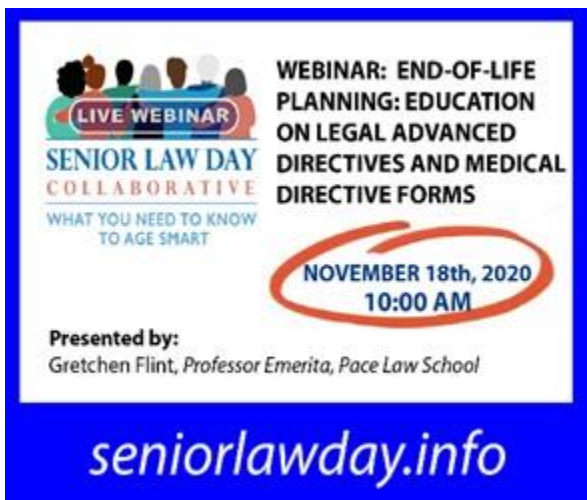 LIVE WEBINAR
SENIOR LAW DAY
COLLABORATIVE
WHAT YOU NEED TO KNOW
TO AGE SMART
WEBINAR: END-OF-LIFE
PLANNING: EDUCATION
ON LEGAL ADVANCED
DIRECTIVES AND MEDICAL
DIRECTIVE FORMS
NOVEMBER 18th, 2020
10:00 AM
Presented by:
Gretchen Flint, Professor Emerita, Pace Law School
seniorlawday.info